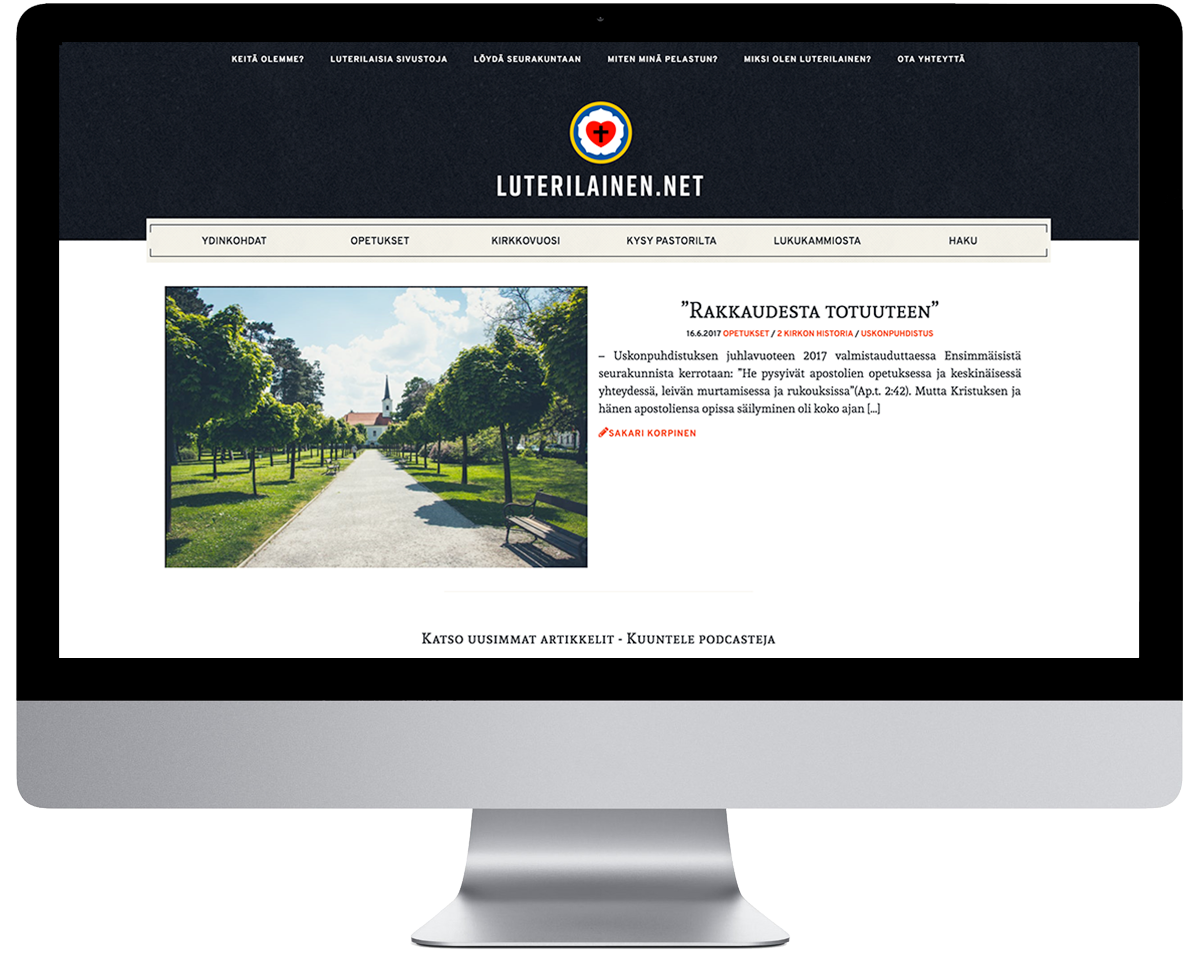 KEITÄ OLEMME? LUTERILAISIA SIVUSTOJA LÖYDÄ SEURAKUNTAAN MITEN MINÄ PELASTUN? MIKSI OLEN LUTERILAINEN? OTA YHTEYTTÄ
LUTERILAINEN.NET
YDINKOHDAT OPETUKSET KIRKKOVUOSI KYSY PASTORILTA LUKUKAMMIOSTA HAKU
”Rakkaudesta totuuteen”
16.6.2017 OPETUKSET / 2 KIRKON HISTORIA / USKONPUHDISTUS
– Uskonpuhdistuksen juhlavuoteen 2017 valmistauduttaessa Ensimmäisistä
seurakunnista kerrotaan: ”He pysyivät apostolien opetuksessa ja keskinäisessä
yhteydessä, leivän murtamisessa ja rukouksissa”(Ap.t. 2:42). Mutta Kristuksen ja
hänen apostoliensa opissa säilyminen oli koko ajan [...]
SAKARI KORPINEN
Katso uusimmat artikkelit - Kuuntele podcasteja